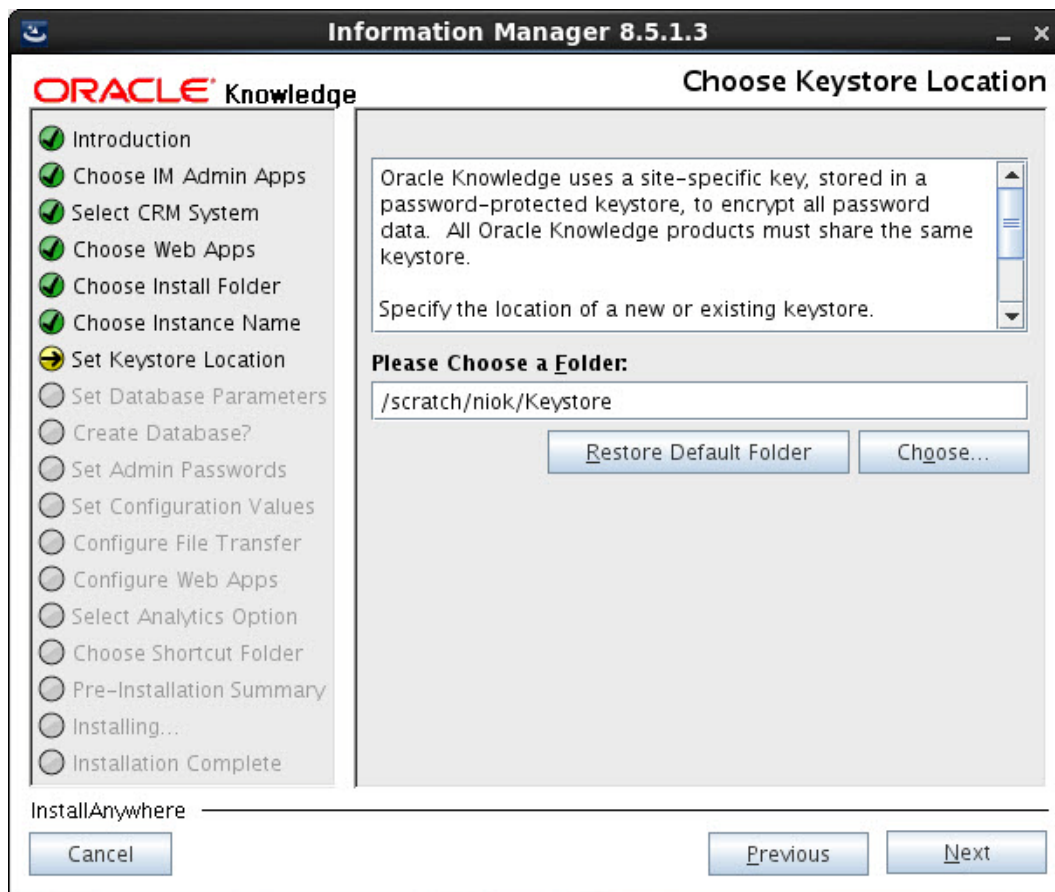 Information Manager 8.5.1.3
ORACLE Knowledge
Choose Keystore Location
Introduction
Choose IM Admin Apps
Select CRM System
Choose Web Apps
Choose Install Folder
Choose Instance Name
Set Keystore Location
Set Database Parameters
Create Database?
Set Admin Passwords
Set Configuration Values
Configure File Transfer
Configure Web Apps
Select Analytics Option
Choose Shortcut Folder
Pre-Installation Summary
Installing...
Installation Complete
Oracle Knowledge uses a site-specific key, stored in a
password-protected keystore, to encrypt all password
data. All Oracle Knowledge products must share the same
keystore.
Specify the location of a new or existing keystore.
Please Choose a Folder:
/scratch/niok/Keystore
Restore Default Folder
Choose...
InstallAnywhere
Cancel
Previous
Next